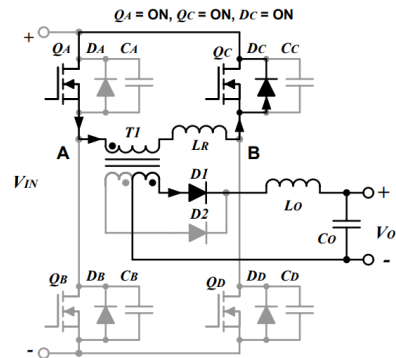 QA = ON, QC = ON, DC = ON
+
QA DA CA QC DC CC
T1 LR
A B
VIN
D1
D2
LO
CO
+
VO
-
QB DB CB QD DD CD
-